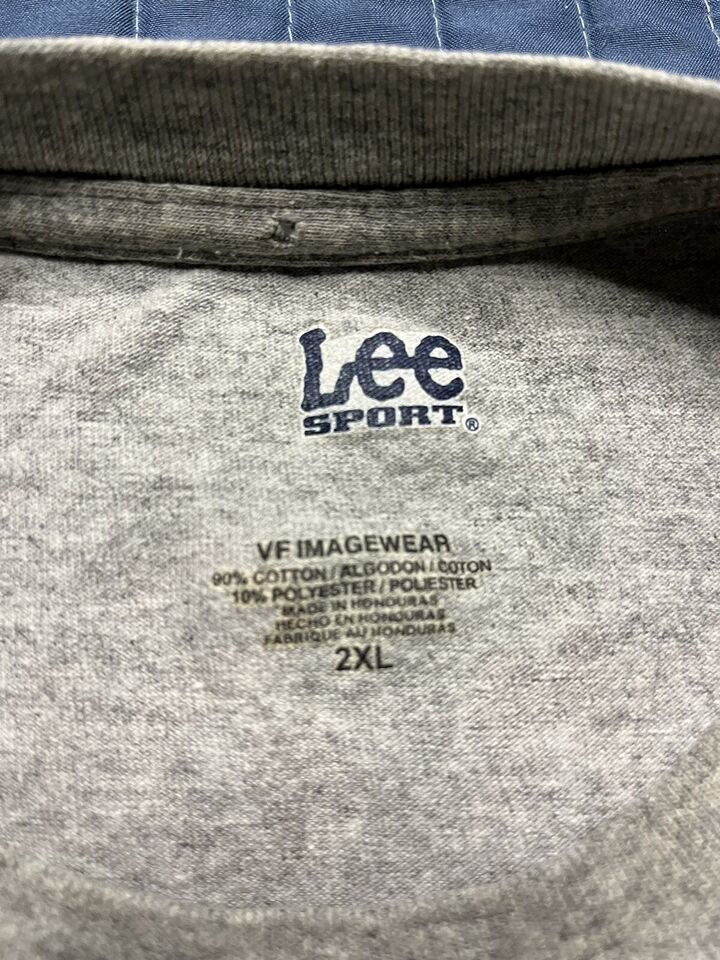 Lee
SPORT®
VF IMAGEWEAR
90% COTTON / ALGODON / COTON
10% POLYESTER / POLIESTER
MADE IN HONDURAS
HECHO EN HONDURAS
FABRIQUE AU HONDURAS
2XL